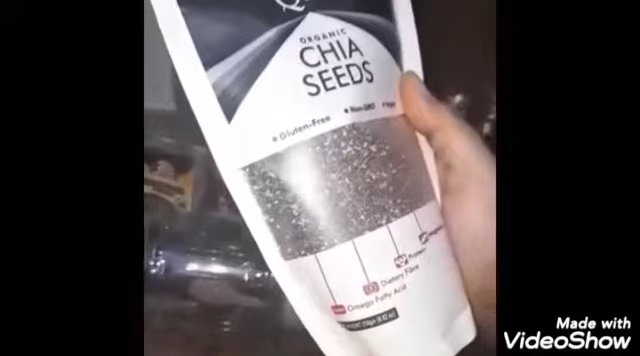 ORGANIC
CHIA
SEEDS
Gluten-Free • Non-GMO
Protein
Dietary Fibre
Omega Fatty Acid
Made with
VideoShow